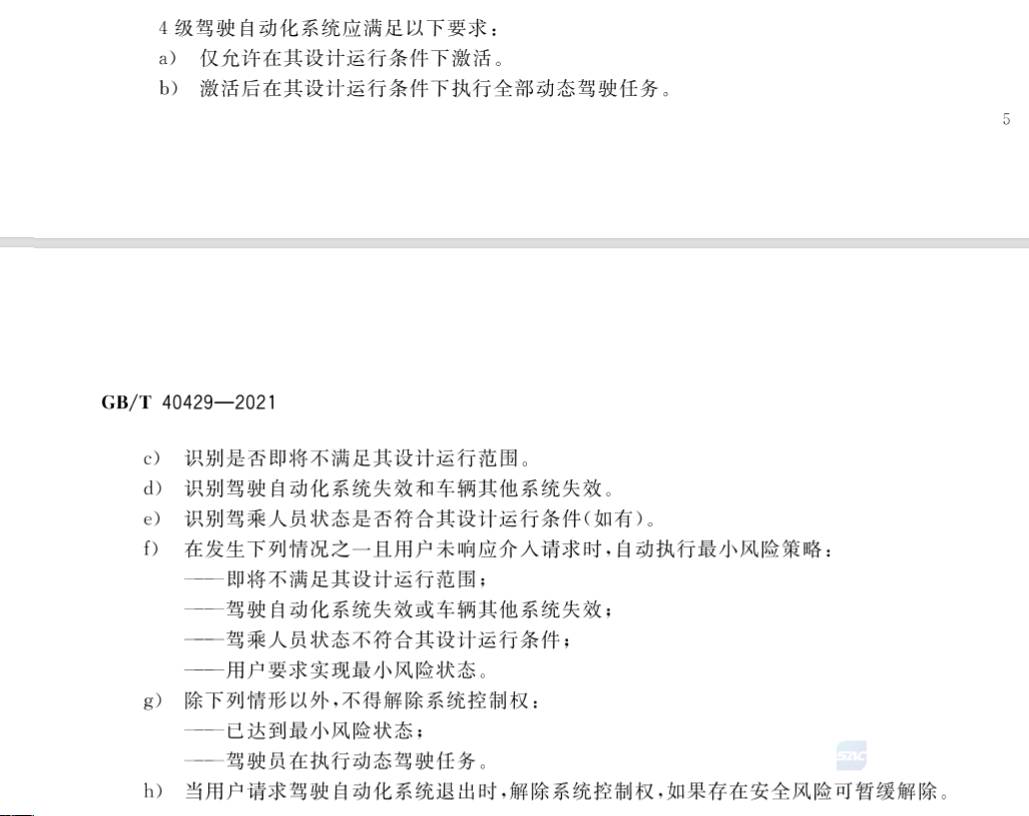 4 级驾驶自动化系统应满足以下要求：
a） 仅允许在其设计运行条件下激活。
b） 激活后在其设计运行条件下执行全部动态驾驶任务。
5
GB/T 40429—2021
c） 识别是否即将不满足其设计运行范围。
d） 识别驾驶自动化系统失效和车辆其他系统失效。
e） 识别驾乘人员状态是否符合其设计运行条件（如有）。
f） 在发生下列情况之一且用户未响应介入请求时，自动执行最小风险策略：
——即将不满足其设计运行范围；
——驾驶自动化系统失效或车辆其他系统失效；
——驾乘人员状态不符合其设计运行条件；
——用户要求实现最小风险状态。
g） 除下列情形以外，不得解除系统控制权：
——已达到最小风险状态；
——驾驶员在执行动态驾驶任务。
SAC
h） 当用户请求驾驶自动化系统退出时，解除系统控制权，如果存在安全风险可暂缓解除。